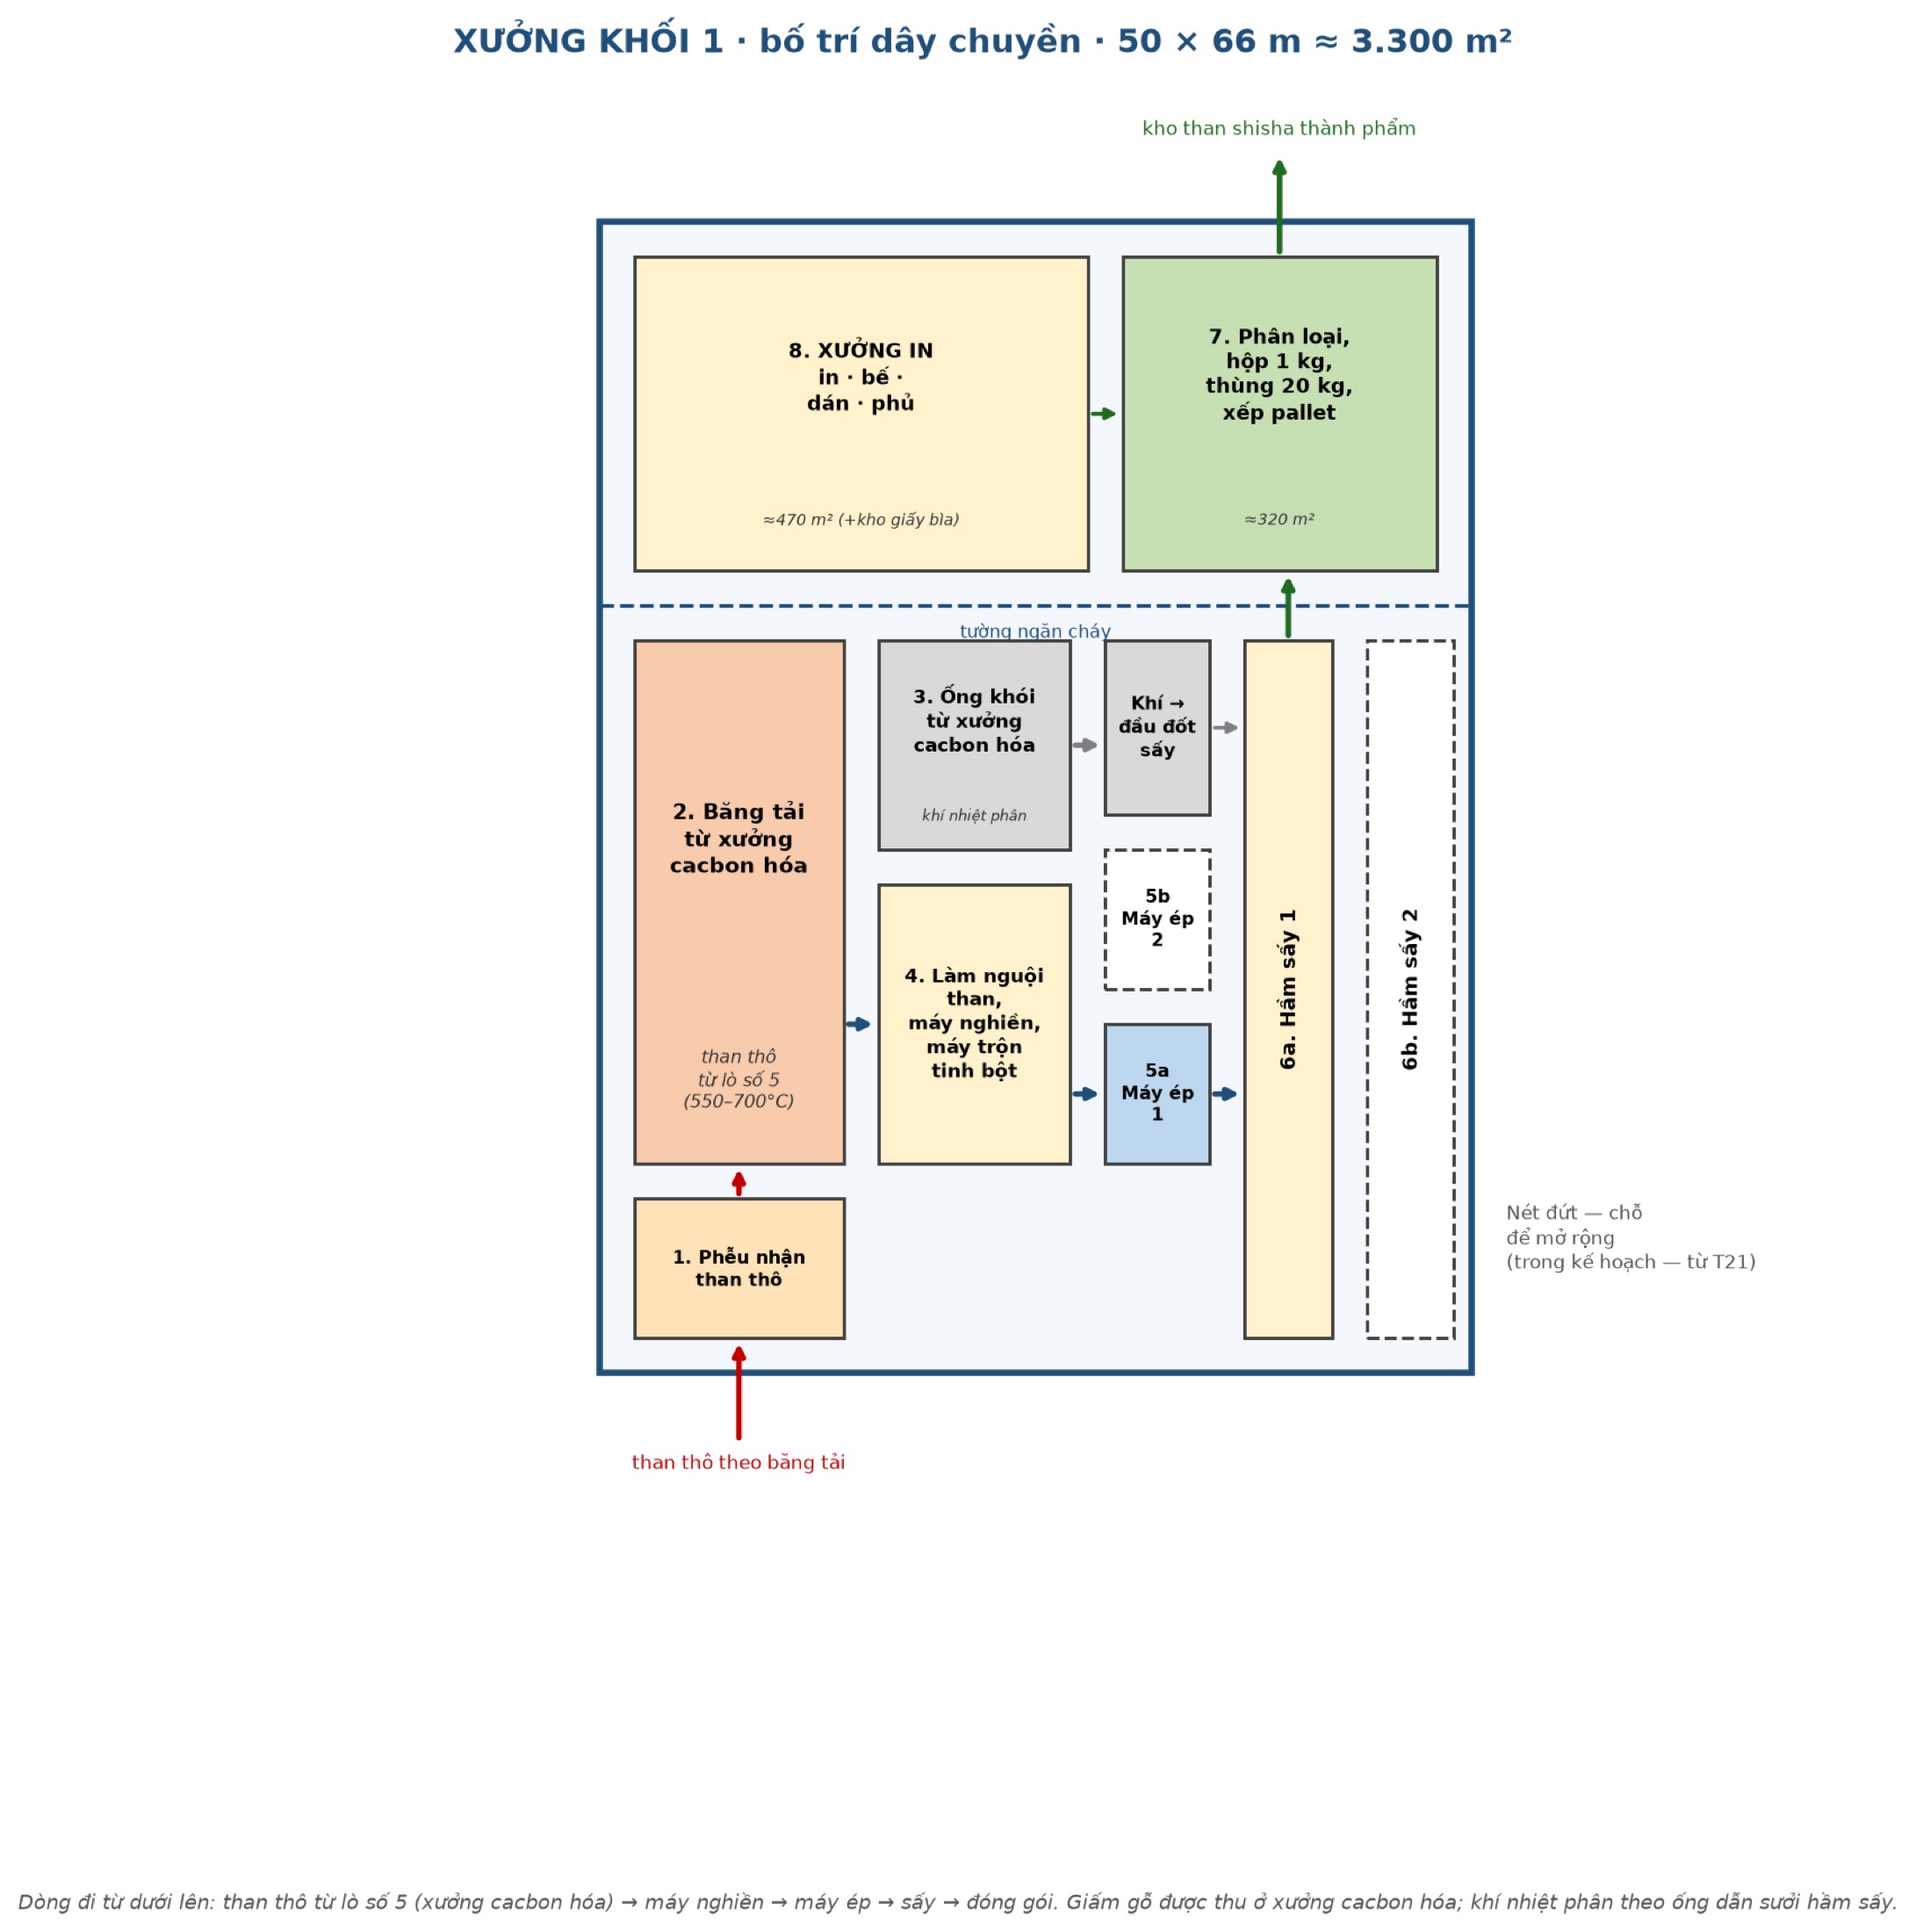 XƯỞNG KHỐI 1 · bố trí dây chuyền · 50 × 66 m ≈ 3.300 m²
kho than shisha thành phẩm
8. XƯỞNG IN
in · bế ·
dán · phủ
≈470 m² (+kho giấy bìa)
7. Phân loại,
hộp 1 kg,
thùng 20 kg,
xếp pallet
≈320 m²
tường ngăn cháy
2. Băng tải
từ xưởng
cacbon hóa
than thô
từ lò số 5
(550–700°C)
3. Ống khói
từ xưởng
cacbon hóa
khí nhiệt phân
Khí →
đầu đốt
sấy
5b
Máy ép
2
4. Làm nguội
than,
máy nghiền,
máy trộn
tinh bột
5a
Máy ép
1
6a. Hầm sấy 1
6b. Hầm sấy 2
1. Phễu nhận
than thô
Nét đứt — chỗ
để mở rộng
(trong kế hoạch — từ T21)
than thô theo băng tải
Dòng đi từ dưới lên: than thô từ lò số 5 (xưởng cacbon hóa) → máy nghiền → máy ép → sấy → đóng gói. Giấm gỗ được thu ở xưởng cacbon hóa; khí nhiệt phân theo ống dẫn sưởi hầm sấy.